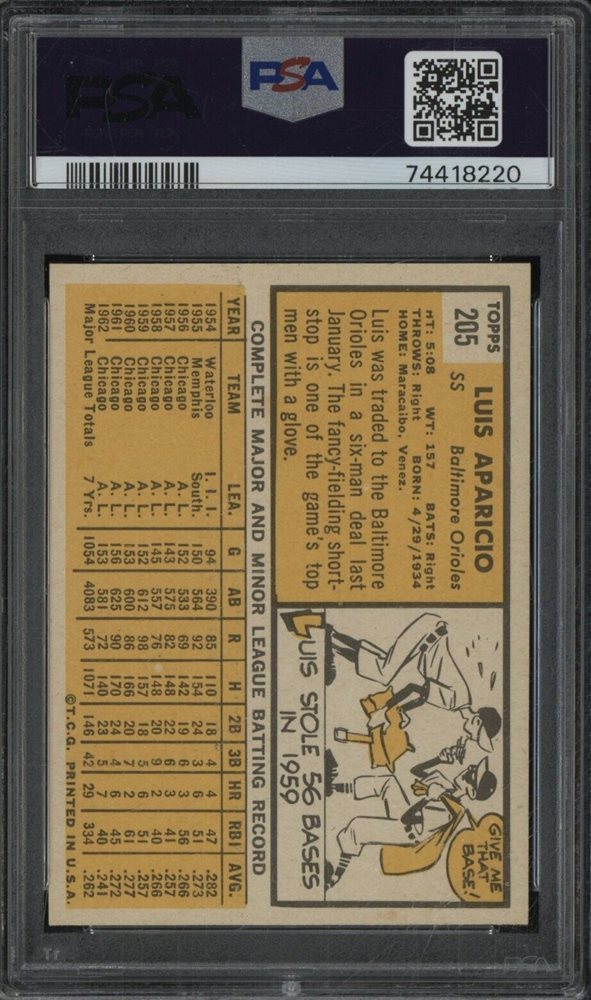 PSA
PSA
74418220
TOPPS
205
LUIS APARICIO
SS
Baltimore Orioles
HT: 5:08 WT: 157 BATS: Right
THROWS: Right BORN: 4/29/1934
HOME: Maracaibo, Venez.
Luis was traded to the Baltimore
Orioles in a six-man deal last
January. The fancy-fielding short-
stop is one of the game's top
men with a glove.
GIVE ME
THAT
BASE!
LUIS STOLE 56 BASES
IN 1959
COMPLETE MAJOR AND MINOR LEAGUE BATTING RECORD
YEAR TEAM LEA. G AB R H 2B 3B HR RBI AVG.
1954 Waterloo I. I. I. 94 390 85 110 18 4 4 47 .282
1955 Memphis South. 150 564 92 154 24 3 6 51 .273
1956 Chicago A. L. 152 533 69 142 19 6 3 56 .266
1957 Chicago A. L. 143 575 82 148 22 6 3 41 .257
1958 Chicago A. L. 145 557 76 148 20 9 2 40 .266
1959 Chicago A. L. 152 612 98 157 18 5 6 51 .257
1960 Chicago A. L. 153 600 86 166 20 7 2 61 .277
1961 Chicago A. L. 156 625 90 170 24 4 6 45 .272
1962 Chicago A. L. 153 581 72 140 23 5 7 40 .241
Major League Totals 7 Yrs. 1054 4083 573 1071 146 42 29 334 .262
©T.C.G. PRINTED IN U.S.A.